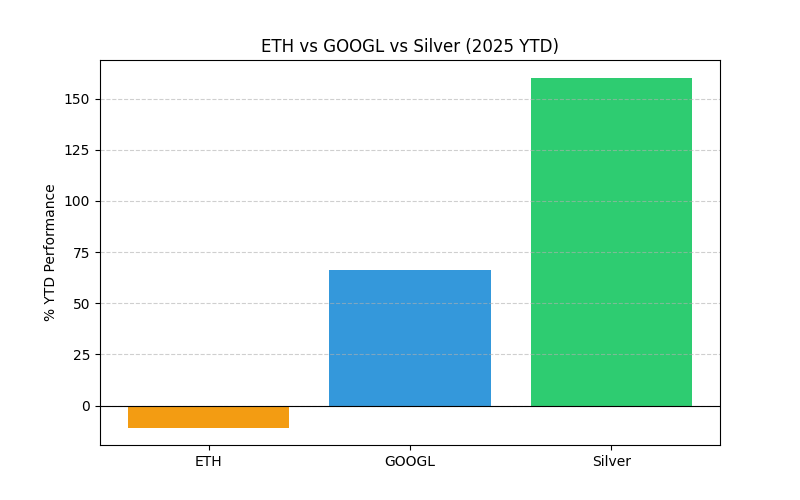 ETH vs GOOGL vs Silver (2025 YTD)
% YTD Performance
150
125
100
75
50
25
0
ETH GOOGL Silver